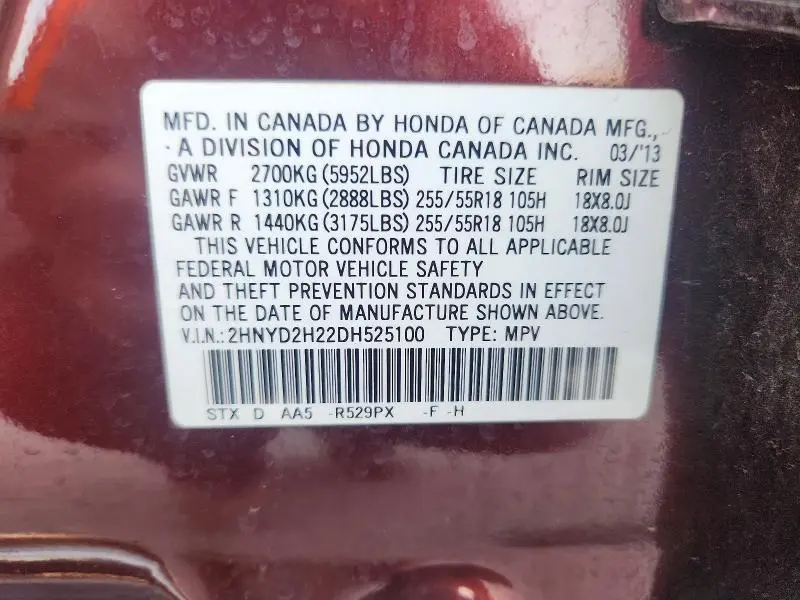 MFD. IN CANADA BY HONDA OF CANADA MFG.,
A DIVISION OF HONDA CANADA INC. 03/'13
GVWR 2700KG (5952LBS) TIRE SIZE RIM SIZE
GAWR F 1310KG (2888LBS) 255/55R18 105H 18X8.0J
GAWR R 1440KG (3175LBS) 255/55R18 105H 18X8.0J
THIS VEHICLE CONFORMS TO ALL APPLICABLE
FEDERAL MOTOR VEHICLE SAFETY
AND THEFT PREVENTION STANDARDS IN EFFECT
ON THE DATE OF MANUFACTURE SHOWN ABOVE.
V.I.N.: 2HNYD2H22DH525100 TYPE: MPV
STX D AA5 -R529PX -F -H